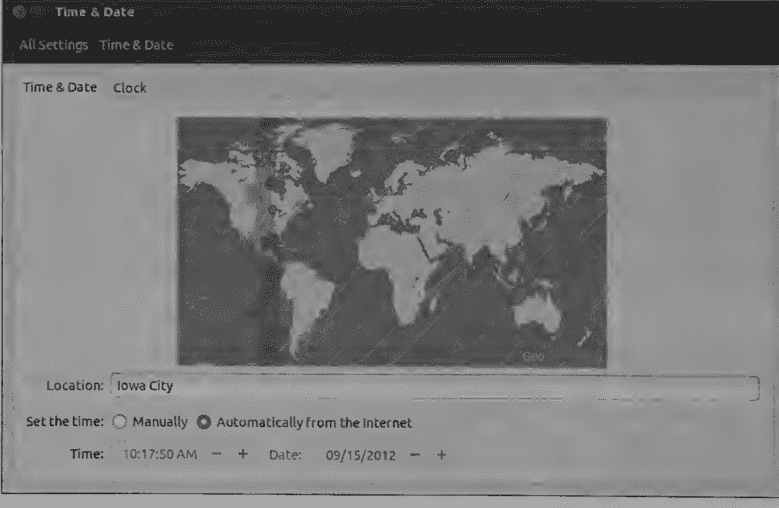 Time & Date
All Settings Time & Date
Time & Date Clock
Geo
Location: Iowa City
Set the time: Manually Automatically from the Internet
Time: 10:17:50 AM − + Date: 09/15/2012 − +